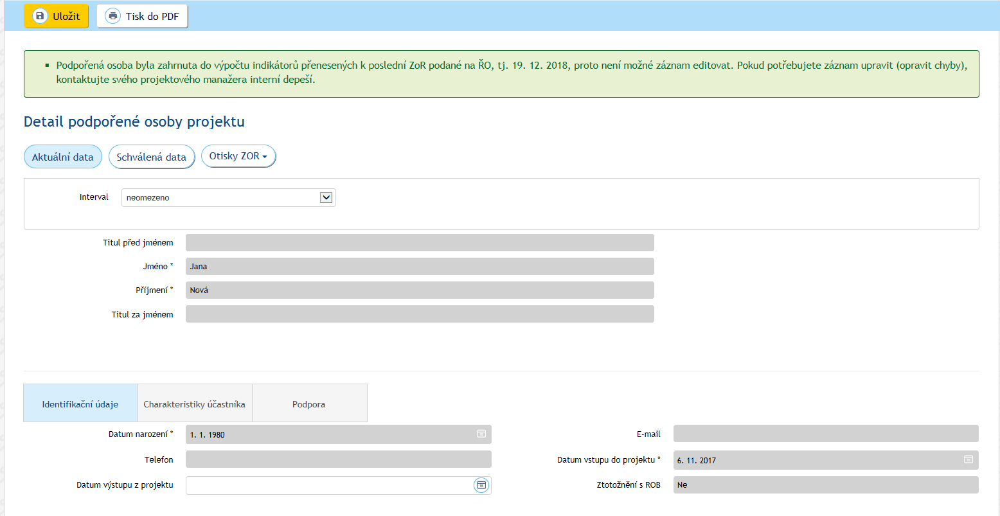 Uložit
Tisk do PDF
Podpořená osoba byla zahrnuta do výpočtu indikátorů přenesených k poslední ZoR podané na ŘO, tj. 19. 12. 2018, proto není možné záznam editovat. Pokud potřebujete záznam upravit (opravit chyby),
kontaktujte svého projektového manažera interní depeší.
Detail podpořené osoby projektu
Aktuální data
Schválená data
Otisky ZOR
Interval
neomezeno
Titul před jménem
Jméno * Jana
Příjmení * Nová
Titul za jménem
Identifikační údaje
Charakteristiky účastníka
Podpora
Datum narození * 1. 1. 1980
E-mail
Telefon
Datum vstupu do projektu * 6. 11. 2017
Datum výstupu z projektu
Ztotožnění s ROB Ne